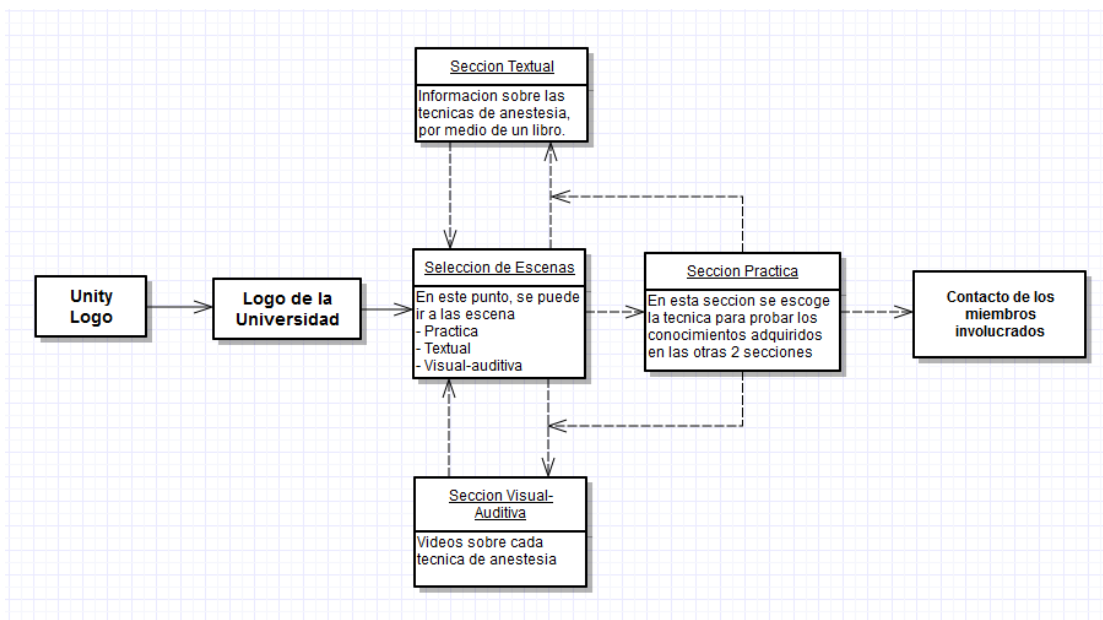 Seccion Textual
Informacion sobre las
tecnicas de anestesia,
por medio de un libro.
Unity
Logo
Logo de la
Universidad
Seleccion de Escenas
En este punto, se puede
ir a las escena
- Practica
- Textual
- Visual-auditiva
Seccion Practica
En esta seccion se escoge
la tecnica para probar los
conocimientos adquiridos
en las otras 2 secciones
Contacto de los
miembros
involucrados
Seccion Visual-
Auditiva
Videos sobre cada
tecnica de anestesia